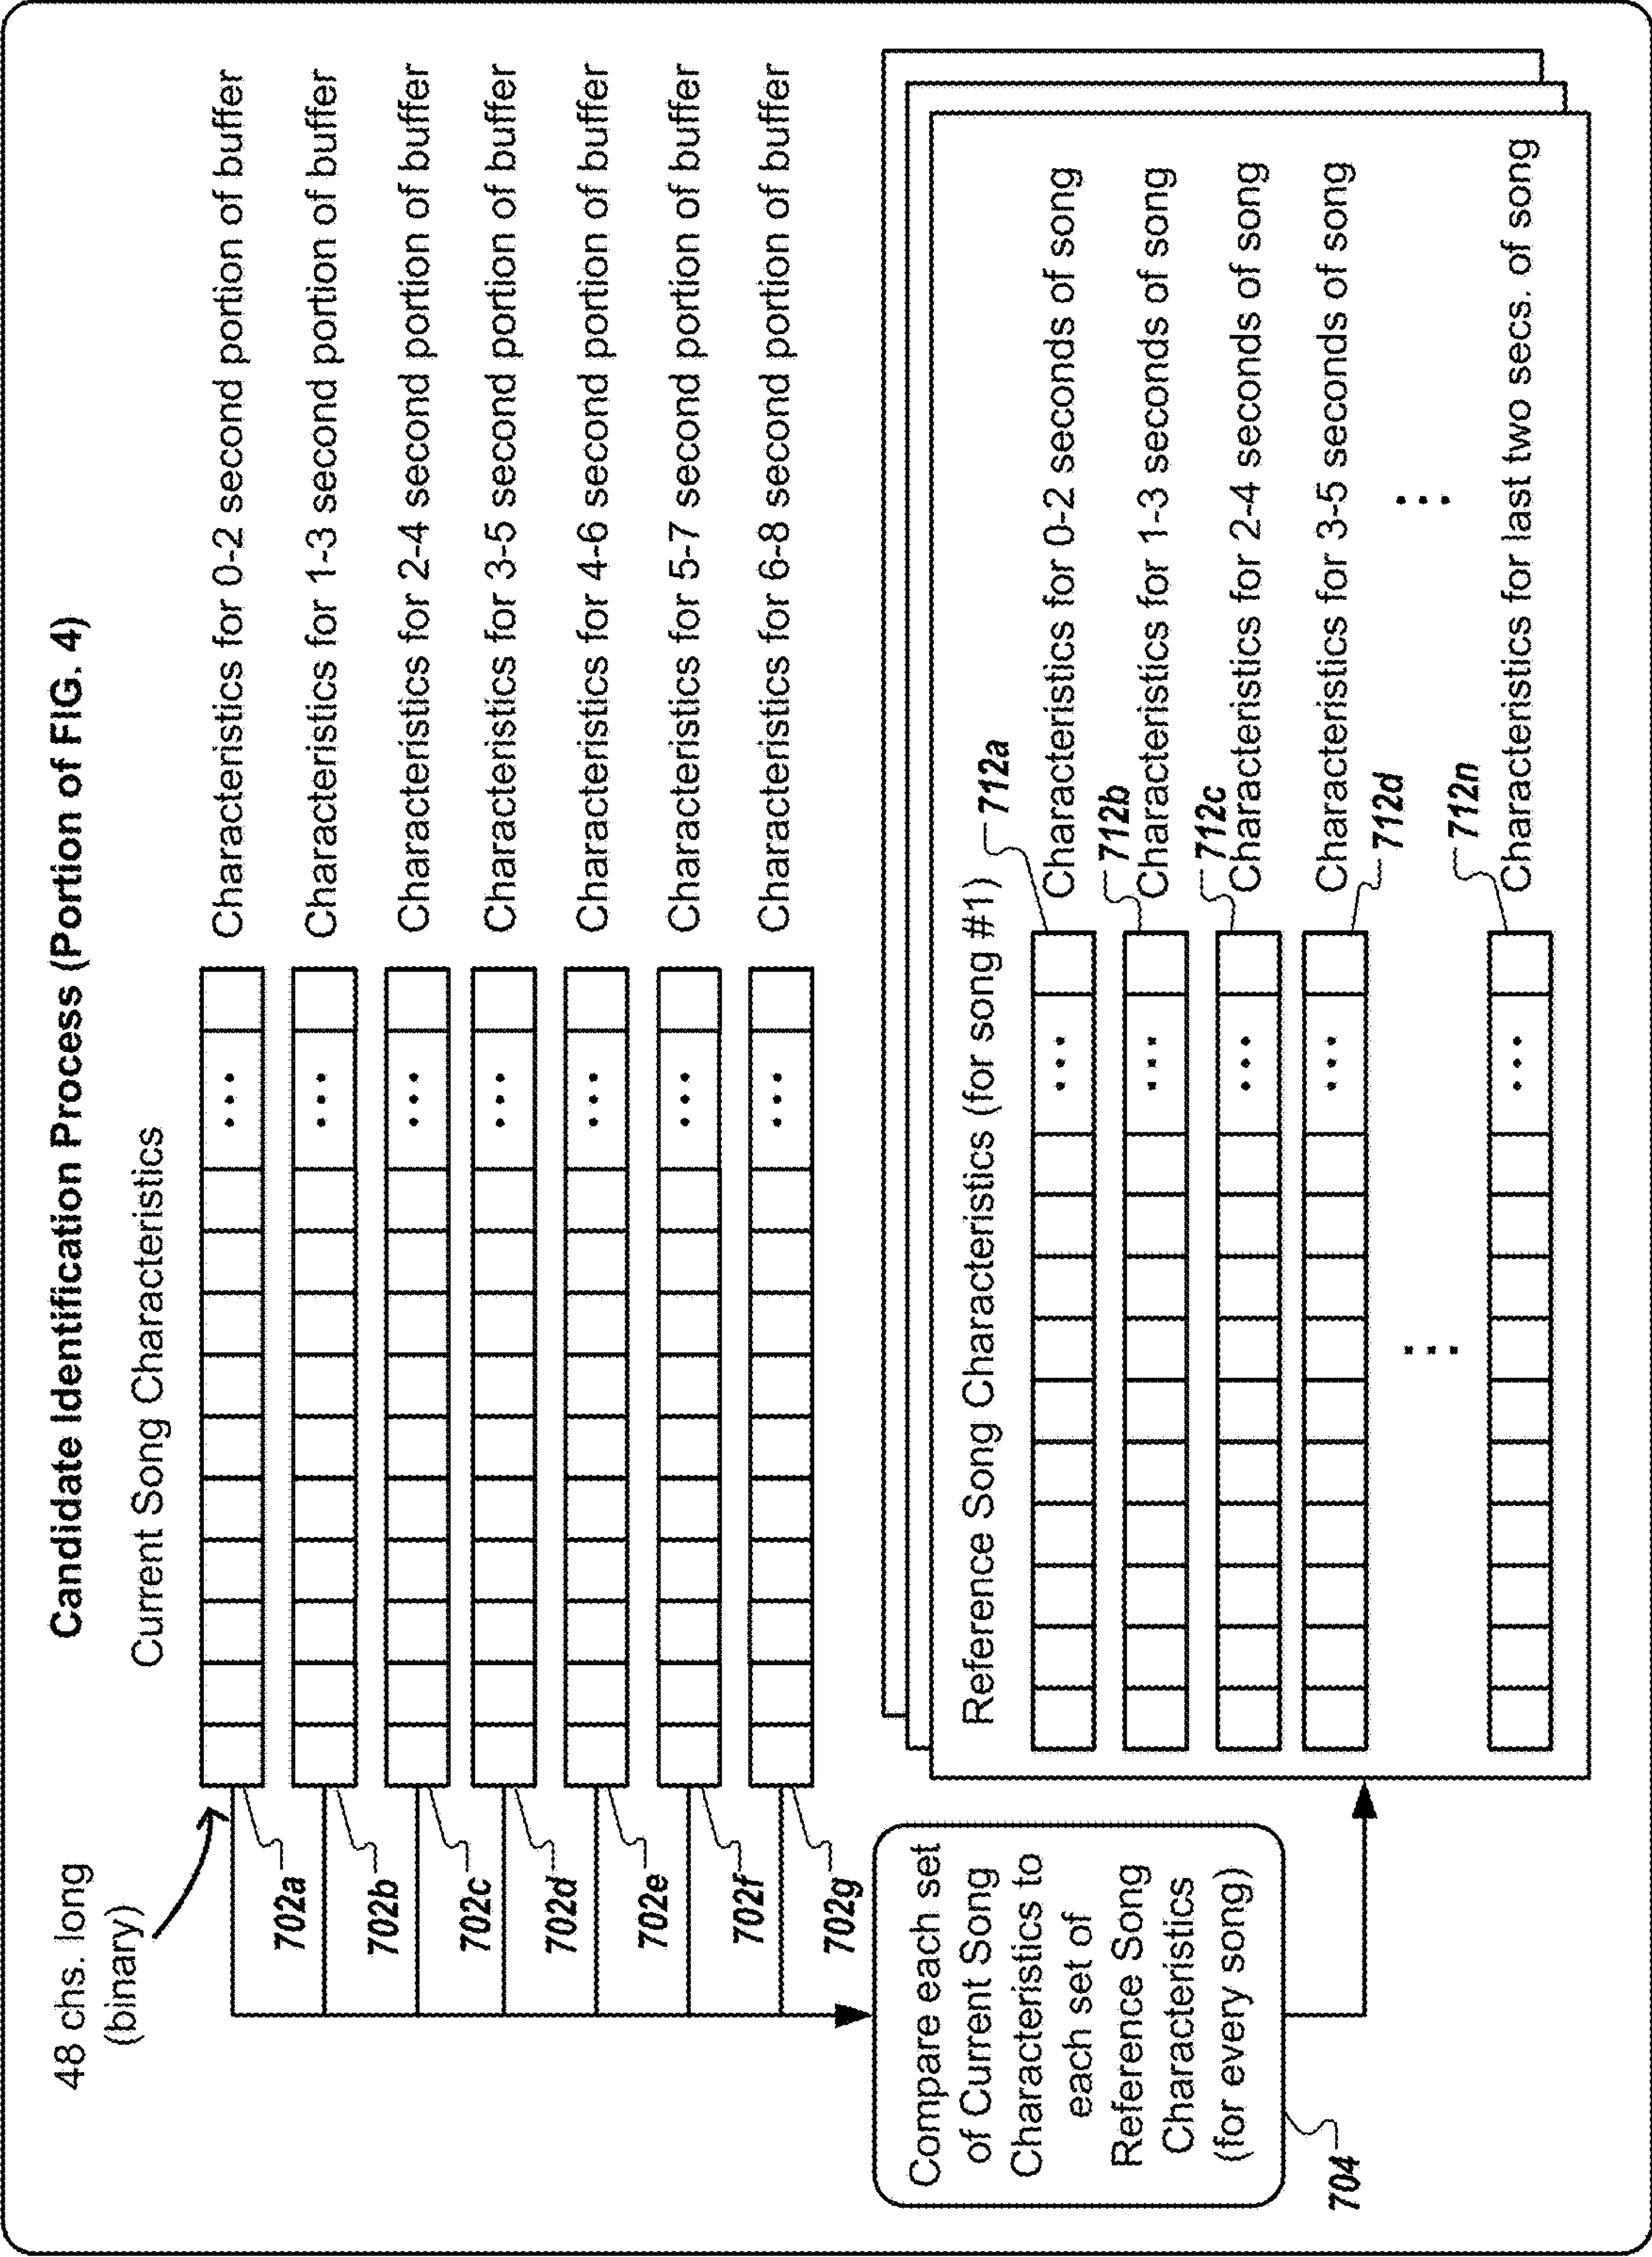 Candidate Identification Process (Portion of FIG. 4)
48 chs. long
(binary)
Current Song Characteristics
702a
Characteristics for 0-2 second portion of buffer
702b
Characteristics for 1-3 second portion of buffer
702c
Characteristics for 2-4 second portion of buffer
702d
Characteristics for 3-5 second portion of buffer
702e
Characteristics for 4-6 second portion of buffer
702f
Characteristics for 5-7 second portion of buffer
702g
Characteristics for 6-8 second portion of buffer
Compare each set
of Current Song
Characteristics to
each set of
Reference Song
Characteristics
(for every song)
704
Reference Song Characteristics (for song #1)
712a
Characteristics for 0-2 seconds of song
712b
Characteristics for 1-3 seconds of song
712c
Characteristics for 2-4 seconds of song
Characteristics for 3-5 seconds of song
712d
712n
Characteristics for last two secs. of song